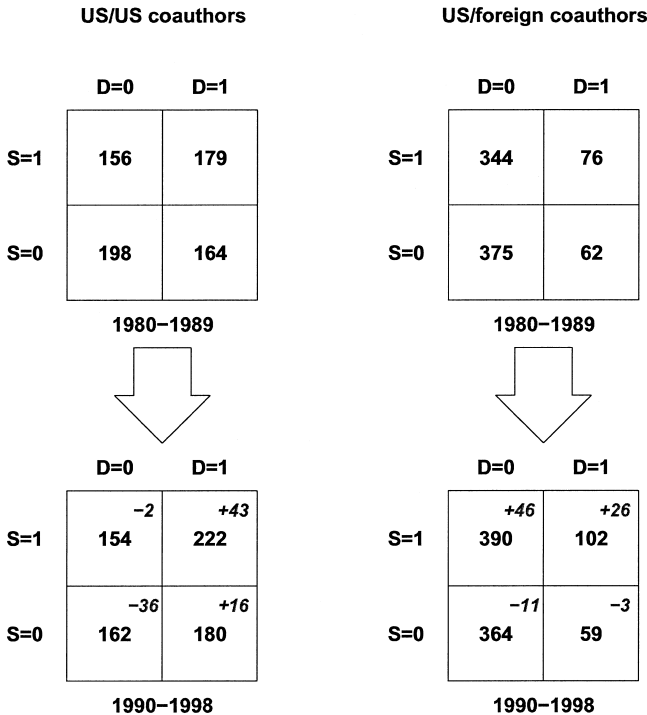 US/US coauthors US/foreign coauthors
D=0 D=1 D=0 D=1
S=1 156 179 S=1 344 76
S=0 198 164 S=0 375 62
1980−1989 1980−1989
D=0 D=1 D=0 D=1
−2 +43 +46 +26
S=1 154 222 S=1 390 102
−36 +16 −11 −3
S=0 162 180 S=0 364 59
1990−1998 1990−1998